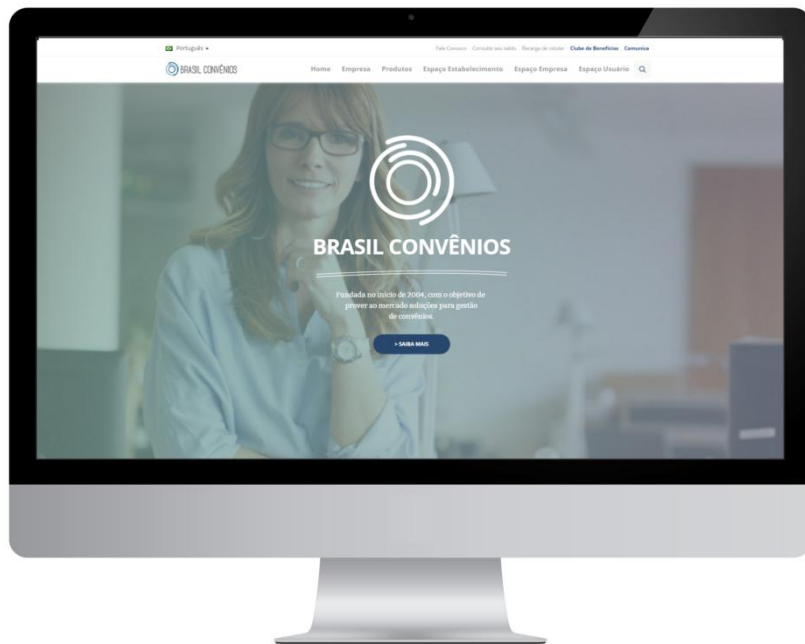 Português
Fale Conosco Consulte seu saldo Recarga de celular Clube de Benefícios Comunica
BRASIL CONVÊNIOS
Home Empresa Produtos Espaço Estabelecimento Espaço Empresa Espaço Usuário
BRASIL CONVÊNIOS
Fundada no início de 2004, com o objetivo de
prover ao mercado soluções para gestão
de convênios.
> SAIBA MAIS